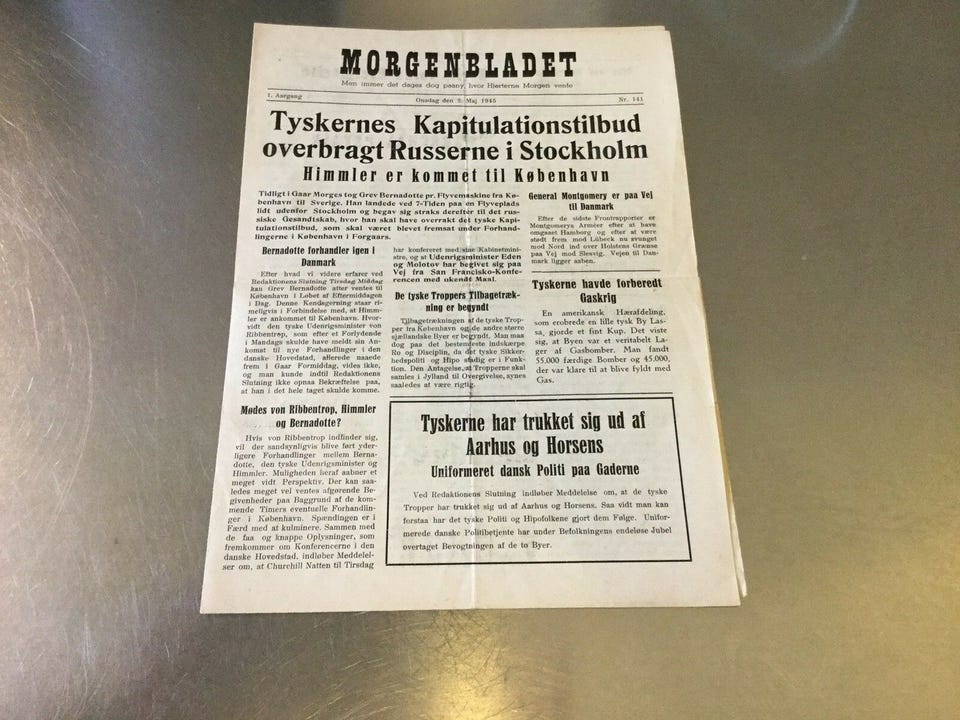 MORGENBLADET
Men immer det dages dog paany, hvor Hjerterne Morgen vente
1. Aargang
Onsdag den 2. Maj 1945
Nr. 141
Tyskernes Kapitulationstilbud
overbragt Russerne i Stockholm
Himmler er kommet til København
Tidligt i Gaar Morges tog Grev Bernadotte pr. Flyvemaskine fra Kø-
benhavn til Sverige. Han landede ved 7-Tiden paa en Flyveplads
lidt udenfor Stockholm og begav sig straks derefter til det rus-
siske Gesandtskab, hvor han skal have overrakt det tyske Kapi-
tulationstilbud, som skal været blevet fremsat under Forhand-
lingerne i København i Forgaars.
Bernadotte forhandler igen i
Danmark
Efter hvad vi videre erfarer ved
Redaktionens Slutning Tirsdag Middag
kan Grev Bernadotte atter ventes til
København i Løbet af Eftermiddagen
i Dag. Denne Kendsgerning staar ri-
meligvis i Forbindelse med, at Himm-
ler er ankommet til København. Hvor-
vidt den tyske Udenrigsminister von
Ribbentrop, som efter et Forlydende
i Mandags skulde have meldt sin An-
komst til nye Forhandlinger i den
danske Hovedstad, allerede naaede
frem i Gaar Formiddag, vides ikke,
og man kunde indtil Redaktionens
Slutning ikke opnaa Bekræftelse paa,
at han i det hele taget skulde komme.
Mødes von Ribbentrop, Himmler
og Bernadotte?
Hvis von Ribbentrop indfinder sig,
vil der sandsynligvis blive ført yder-
ligere Forhandlinger mellem Berna-
dotte, den tyske Udenrigsminister og
Himmler. Muligheden heraf aabner et
meget vidt Perspektiv. Der kan saa-
ledes meget vel ventes afgørende Be-
givenheder paa Baggrund af de kom-
mende Timers eventuelle Forhandlin-
ger i København. Spændingen er i
Færd med at kulminere. Sammen med
de faa og knappe Oplysninger, som
fremkommer om Konferencerne i den
danske Hovedstad, indløber Meddelel-
ser om, at Churchill Natten til Tirsdag
har konfereret med sine Kabinetmini-
stre, og at Udenrigsminister Eden
og Molotov har begivet sig paa
Vej fra San Francisko-Konfe-
rencen med ukendt Maal.
De tyske Troppers Tilbagetræk-
ning er begyndt
Tilbagetrækningen af de tyske Trop-
per fra København og de andre større
sjællandske Byer er begyndt. Man maa
dog paa det bestemteste indskærpe
Ro og Disciplin, da det tyske Sikker-
hedspoliti og Hipo stadig er i Funk-
tion. Den Antagelse, at Tropperne skal
samles i Jylland til Overgivelse, synes
saaledes at være rigtig.
General Montgomery er paa Vej
til Danmark
Efter de sidste Frontrapporter er
Montgomerys Arméer efter at have
omgaaet Hamborg og efter at være
stødt frem mod Lübeck nu svunget
mod Nord ind over Holstens Grænse
paa Vej mod Slesvig. Vejen til Dan-
mark ligger aaben.
Tyskerne havde forberedt
Gaskrig
En amerikansk Hærafdeling,
som erobrede en lille tysk By Las-
sa, gjorde et fint Kup. Det viste
sig, at Byen var et veritabelt La-
ger af Gasbomber. Man fandt
55.000 færdige Bomber og 45.000,
der var klare til at blive fyldt med
Gas.
Tyskerne har trukket sig ud af
Aarhus og Horsens
Uniformeret dansk Politi paa Gaderne
Ved Redaktionens Slutning indløber Meddelelse om, at de tyske
Tropper har trukket sig ud af Aarhus og Horsens. Saa vidt man kan
forstaa har det tyske Politi og Hipofolkene gjort dem Følge. Unifor-
merede danske Politibetjente har under Befolkningens endeløse Jubel
overtaget Bevogtningen af de to Byer.